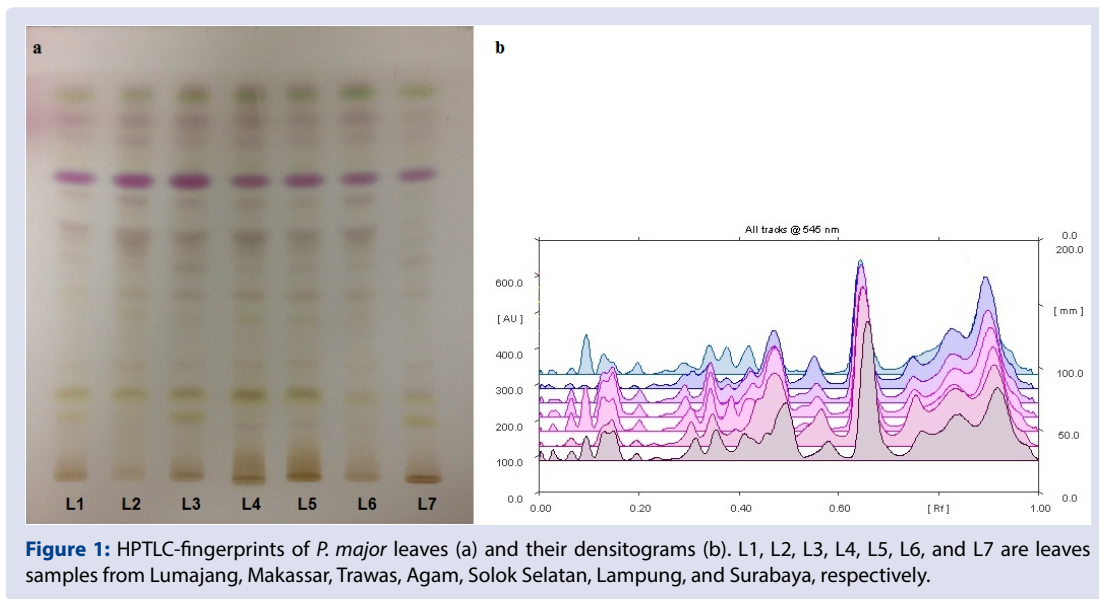 a
b
L1 L2 L3 L4 L5 L6 L7
All tracks @ 545 nm
600.0
[ AU ]
400.0
300.0
200.0
100.0
0.0
0.0
200.0
[ mm ]
100.0
50.0
0.0
0.00 0.20 0.40 0.60 [ Rf ] 1.00
Figure 1: HPTLC-fingerprints of P. major leaves (a) and their densitograms (b). L1, L2, L3, L4, L5, L6, and L7 are leaves
samples from Lumajang, Makassar, Trawas, Agam, Solok Selatan, Lampung, and Surabaya, respectively.